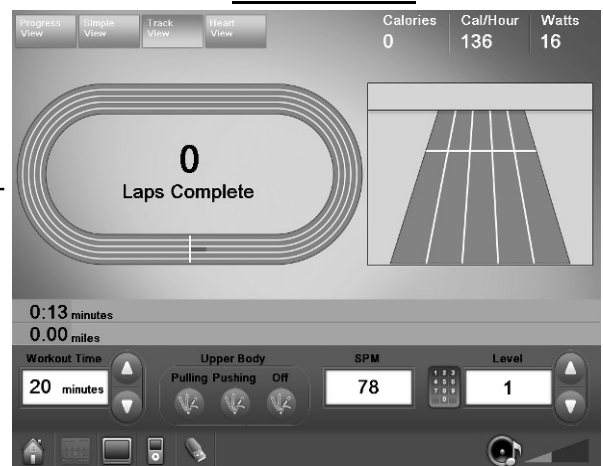 Progress View
Simple View
Track View
Heart View
Calories
0
Cal/Hour
136
Watts
16
0
Laps Complete
0:13 minutes
0.00 miles
Workout Time
20 minutes
Upper Body
Pulling Pushing Off
SPM
78
1 2 3
4 5 6
7 8 9
0
Level
1